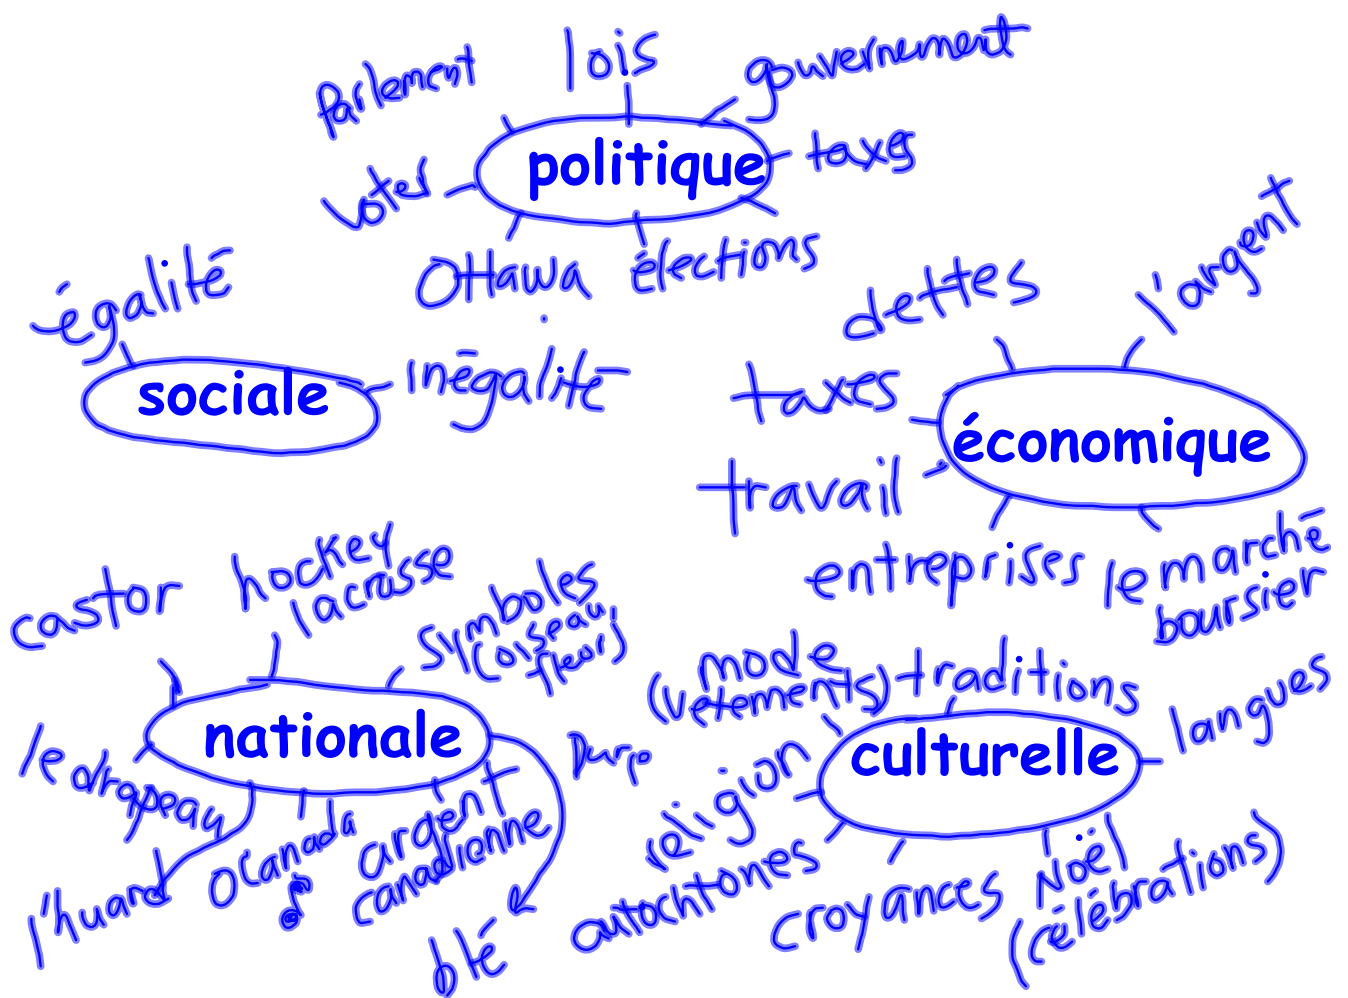 Parlement
lois
gouvernement
politique
taxes
voter
Ottawa
élections
égalité
sociale
inégalité
dettes
l'argent
taxes
économique
travail
entreprises
le marché
boursier
castor
hockey
lacrosse
symboles
(oiseau,
fleur)
nationale
le drapeau
l'huard
O Canada
argent
canadienne
blé
mode
(vetements)
traditions
langues
culturelle
religion
autochtones
croyances
Noël
(célébrations)